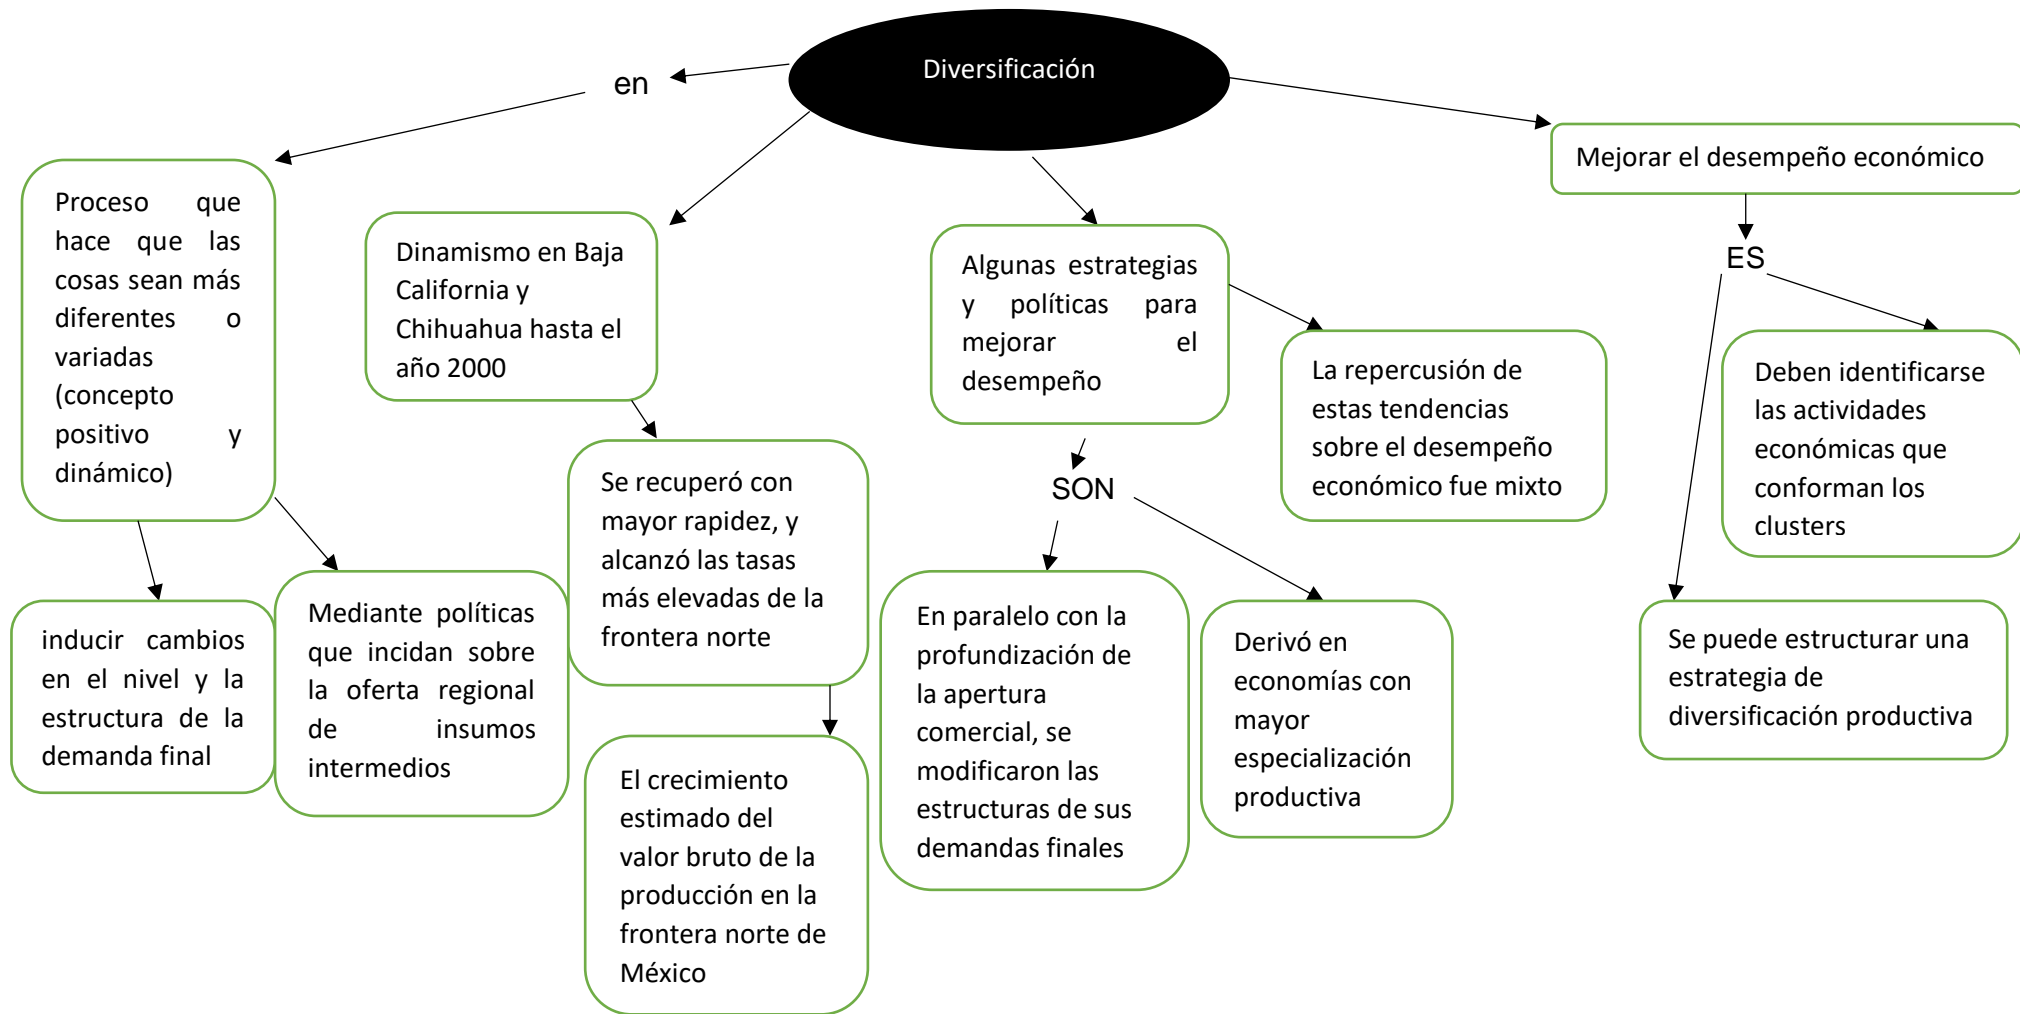 Diversificación
en
Proceso que
hace que las
cosas sean más
diferentes o
variadas
(concepto
positivo y
dinámico)
inducir cambios
en el nivel y la
estructura de la
demanda final
Mediante políticas
que incidan sobre
la oferta regional
de insumos
intermedios
Dinamismo en Baja
California y
Chihuahua hasta el
año 2000
Se recuperó con
mayor rapidez, y
alcanzó las tasas
más elevadas de la
frontera norte
El crecimiento
estimado del
valor bruto de la
producción en la
frontera norte de
México
Algunas estrategias
y políticas para
mejorar el
desempeño
La repercusión de
estas tendencias
sobre el desempeño
económico fue mixto
SON
En paralelo con la
profundización de
la apertura
comercial, se
modificaron las
estructuras de sus
demandas finales
Derivó en
economías con
mayor
especialización
productiva
Mejorar el desempeño económico
ES
Deben identificarse
las actividades
económicas que
conforman los
clusters
Se puede estructurar una
estrategia de
diversificación productiva